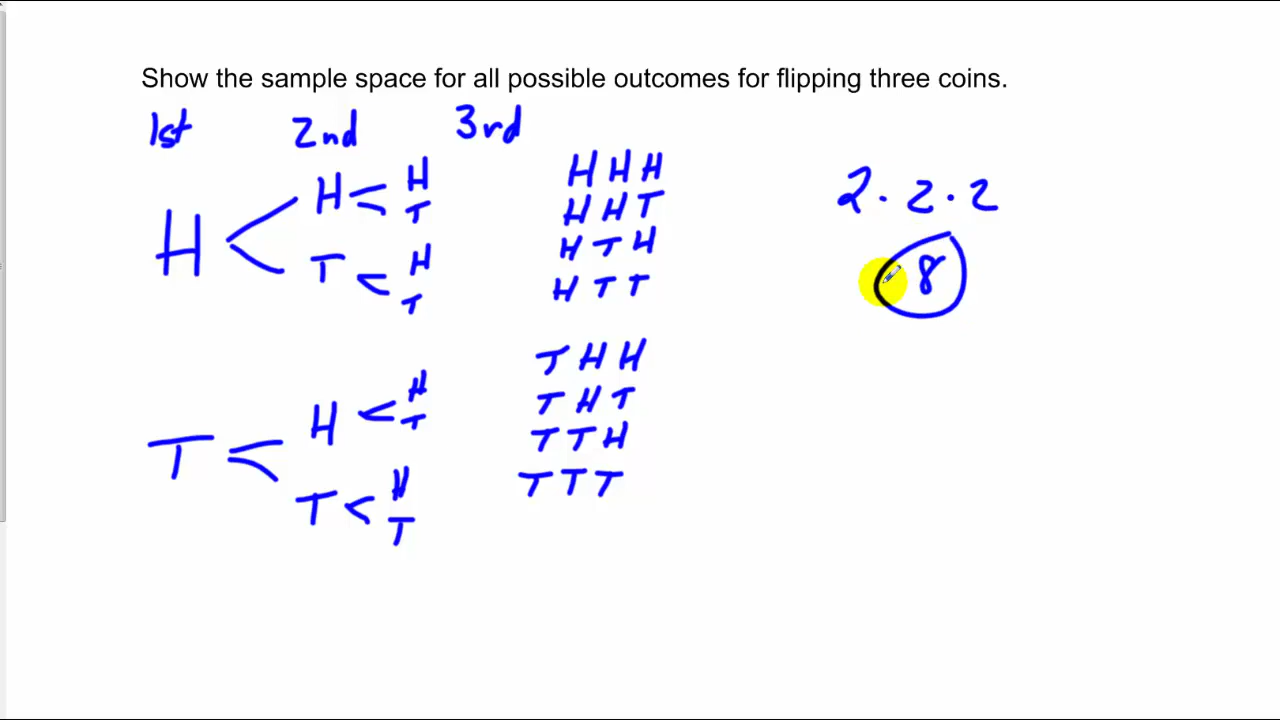 Show the sample space for all possible outcomes for flipping three coins.
1st 2nd 3rd
H < H < H
T
T < H
T
T < H < H
T
T < H
T
H H H
H H T
H T H
H T T
T H H
T H T
T T H
T T T
2 · 2 · 2
8